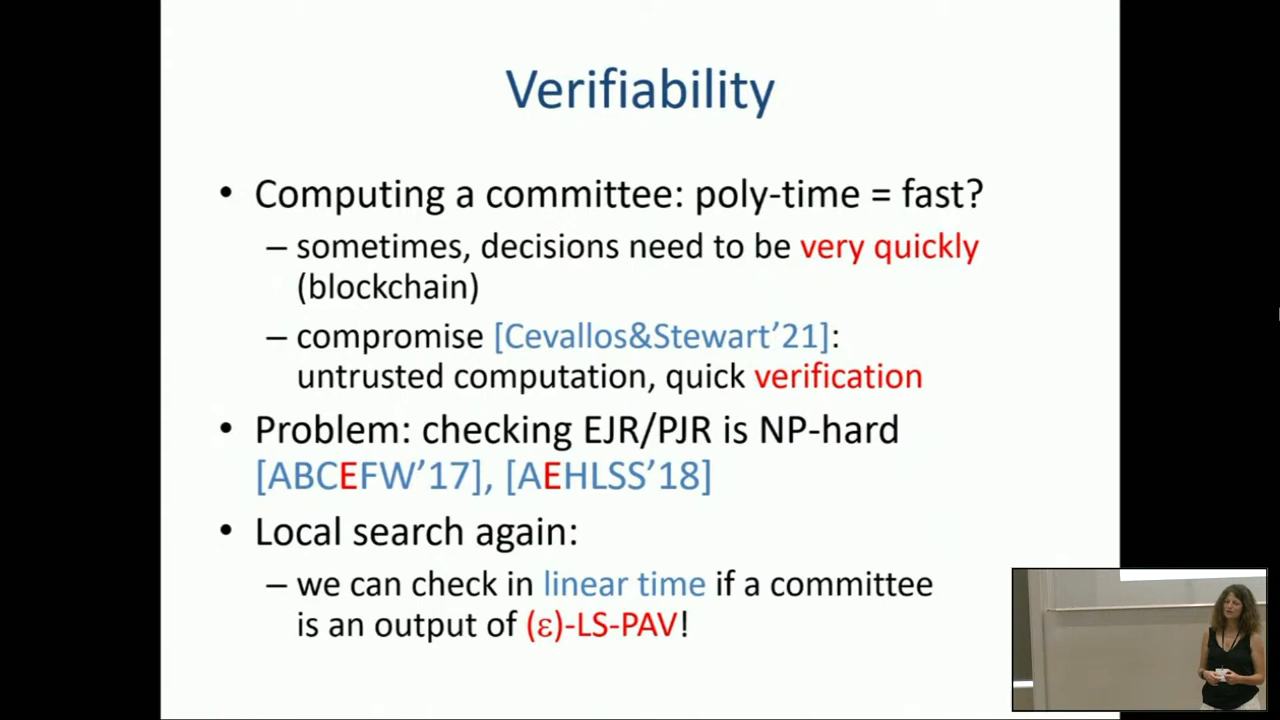 Verifiability
• Computing a committee: poly-time = fast?
– sometimes, decisions need to be very quickly
(blockchain)
– compromise [Cevallos&Stewart’21]:
untrusted computation, quick verification
• Problem: checking EJR/PJR is NP-hard
[ABCEFW’17], [AEHLSS’18]
• Local search again:
– we can check in linear time if a committee
is an output of (ε)-LS-PAV!